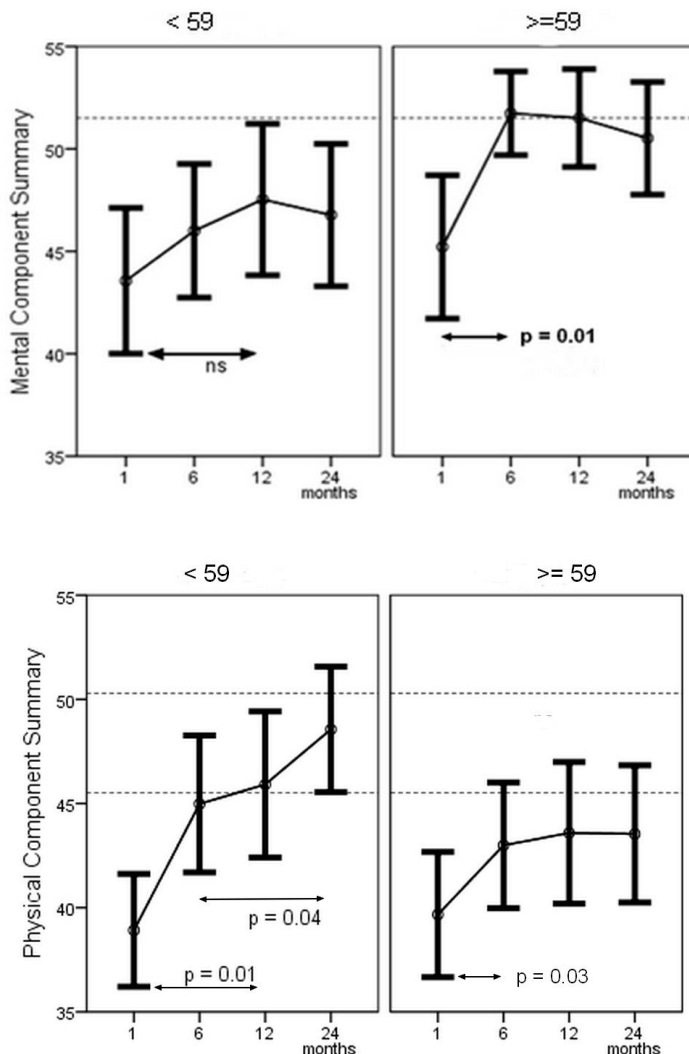 < 59
>=59
Mental Component Summary
55
50
45
40
35
ns
p = 0.01
1
6
12
24
months
1
6
12
24
months
< 59
>= 59
Physical Component Summary
55
50
45
40
35
p = 0.04
p = 0.01
p = 0.03
1
6
12
24
months
1
6
12
24
months